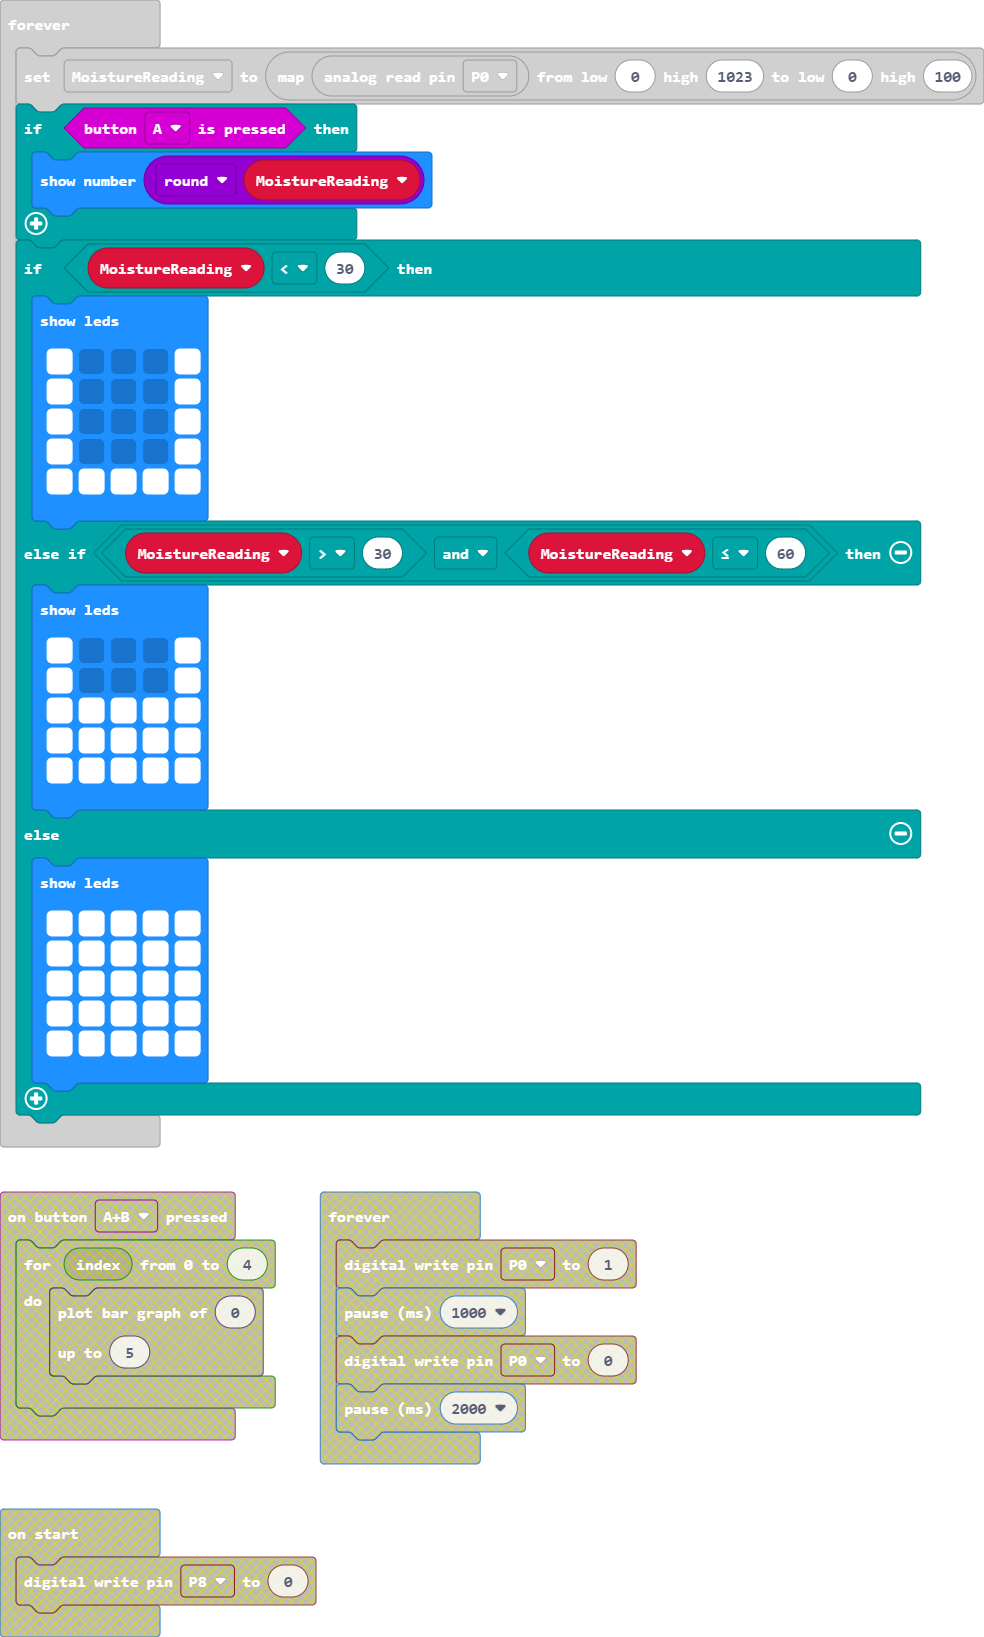 forever
set MoistureReading to map analog read pin P0 from low 0 high 1023 to low 0 high 100
if button A is pressed then
show number round MoistureReading
if MoistureReading < 30 then
show leds
else if MoistureReading > 30 and MoistureReading ≤ 60 then
show leds
else
show leds
on button A+B pressed
for index from 0 to 4
do
plot bar graph of 0
up to 5
forever
digital write pin P0 to 1
pause (ms) 1000
digital write pin P0 to 0
pause (ms) 2000
on start
digital write pin P8 to 0